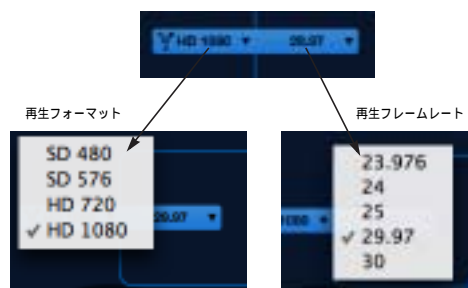 HD 1080 ▼ 29.97 ▼
再生フォーマット
再生フレームレート
SD 480
SD 576
HD 720
✓ HD 1080
29.97 ▼
1080
23.976
24
25
✓ 29.97
30